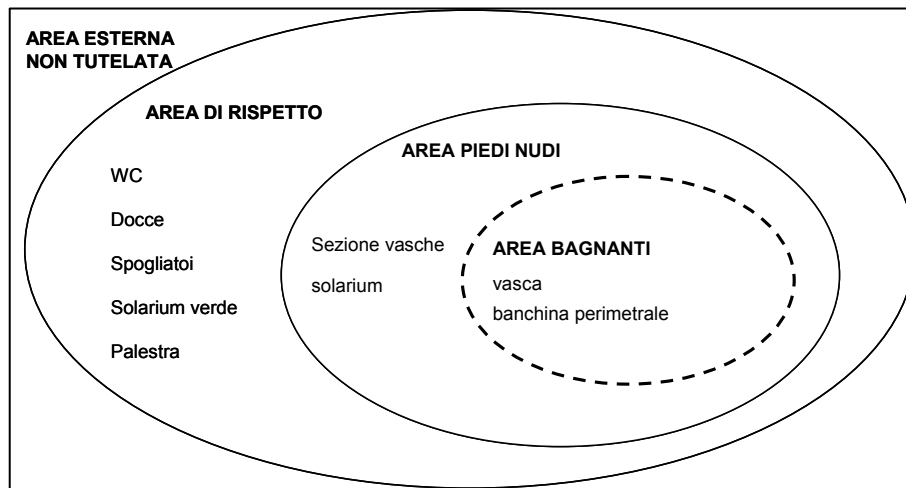 AREA ESTERNA
NON TUTELATA
AREA DI RISPETTO
WC
Docce
Spogliatoi
Solarium verde
Palestra
AREA PIEDI NUDI
Sezione vasche
solarium
AREA BAGNANTI
vasca
banchina perimetrale